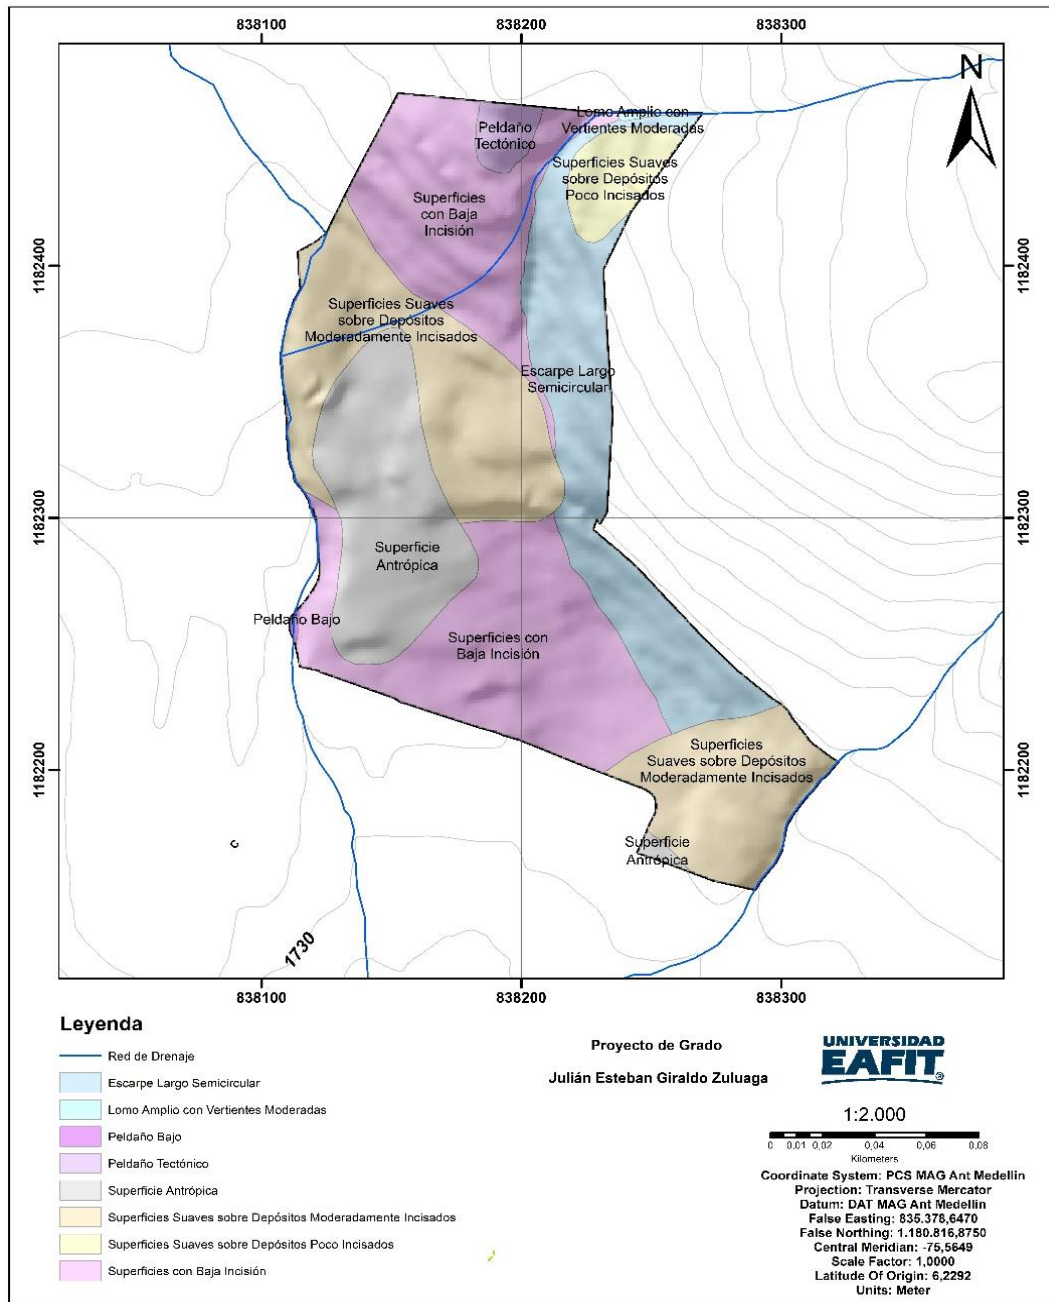 838100
838200
838300
N
Lomo Amplio con
Vertientes Moderadas
Peldaño
Tectónico
Superficies Suaves
sobre Depósitos
Poco Incisados
Superficies
con Baja
Incisión
1182400
1182400
Superficies Suaves
sobre Depósitos
Moderadamente Incisados
Escarpe Largo
Semicircular
1182300
1182300
Superficie
Antrópica
Peldaño Bajo
Superficies con
Baja Incisión
Superficies
Suaves sobre Depósitos
Moderadamente Incisados
1182200
1182200
Superficie
Antrópica
1730
838100
838200
838300
Leyenda
Red de Drenaje
Escarpe Largo Semicircular
Lomo Amplio con Vertientes Moderadas
Peldaño Bajo
Peldaño Tectónico
Superficie Antrópica
Superficies Suaves sobre Depósitos Moderadamente Incisados
Superficies Suaves sobre Depósitos Poco Incisados
Superficies con Baja Incisión
Proyecto de Grado
Julián Esteban Giraldo Zuluaga
UNIVERSIDAD
EAFIT®
1:2.000
0 0,01 0,02 0,04 0,06 0,08
Kilometers
Coordinate System: PCS MAG Ant Medellin
Projection: Transverse Mercator
Datum: DAT MAG Ant Medellin
False Easting: 835.378,6470
False Northing: 1.180.816,8750
Central Meridian: -75,5649
Scale Factor: 1,0000
Latitude Of Origin: 6,2292
Units: Meter